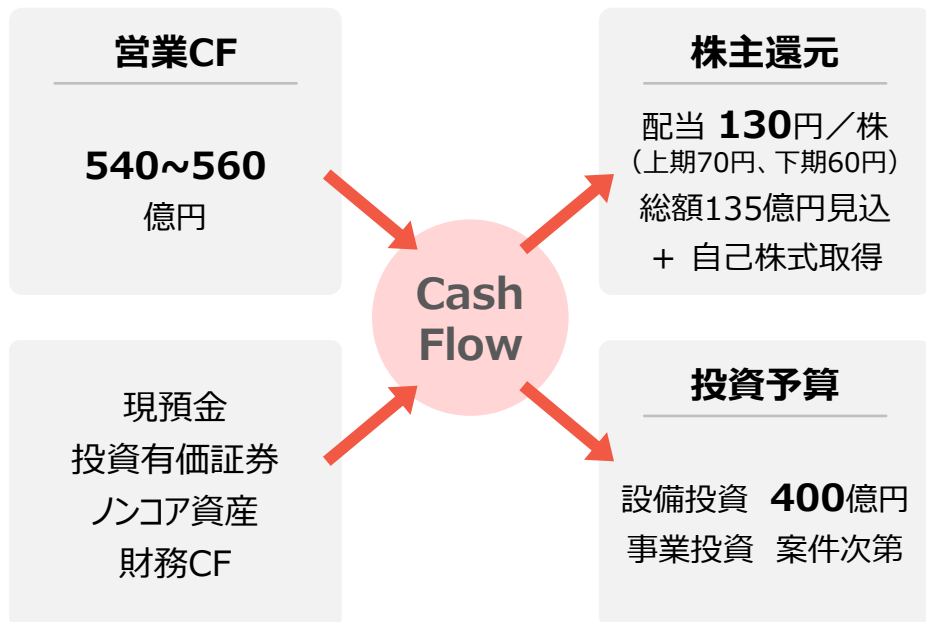 営業CF
540~560
億円
株主還元
配当 130円／株
（上期70円、下期60円）
総額135億円見込
+ 自己株式取得
Cash
Flow
現預金
投資有価証券
ノンコア資産
財務CF
投資予算
設備投資 400億円
事業投資 案件次第